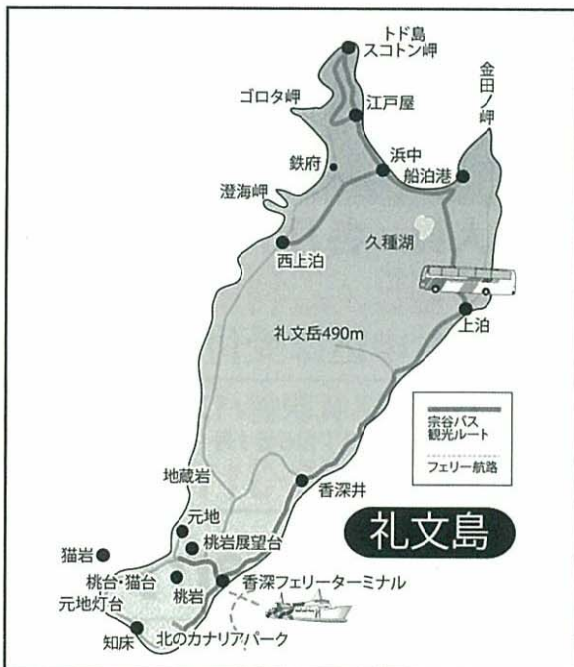 トド島
スコトン岬
金田ノ岬
ゴロタ岬
江戸屋
浜中
鉄府
船泊港
澄海岬
久種湖
西上泊
上泊
礼文岳490m
宗谷バス
観光ルート
フェリー航路
地蔵岩
香深井
元地
礼文島
桃岩展望台
猫岩
桃台・猫台
香深フェリーターミナル
元地灯台
桃岩
北のカナリアパーク
知床